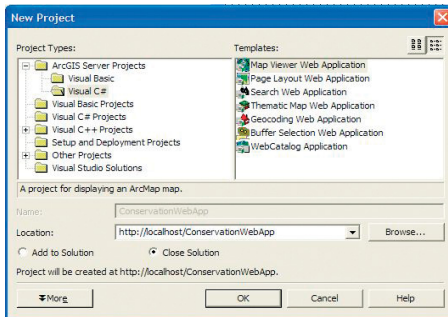 New Project
Project Types:
Templates:
ArcGIS Server Projects
Visual Basic
Visual C#
Visual Basic Projects
Visual C# Projects
Visual C++ Projects
Setup and Deployment Projects
Other Projects
Visual Studio Solutions
Map Viewer Web Application
Page Layout Web Application
Search Web Application
Thematic Map Web Application
Geocoding Web Application
Buffer Selection Web Application
WebCatalog Application
A project for displaying an ArcMap map.
Name: ConservationWebApp
Location: http://localhost/ConservationWebApp Browse...
Add to Solution Close Solution
Project will be created at http://localhost/ConservationWebApp.
More OK Cancel Help